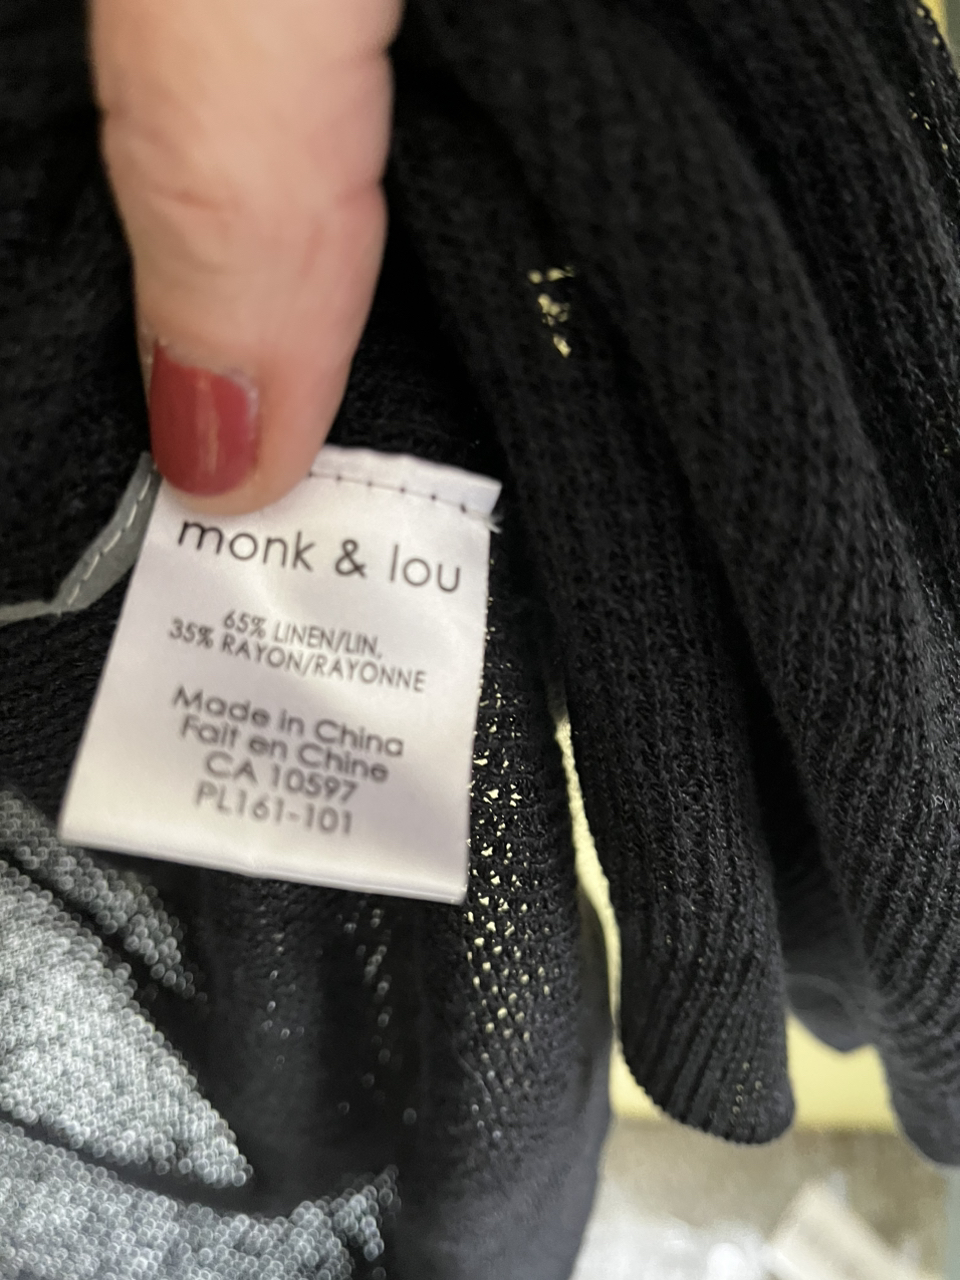 monk & lou
65% LINEN/LIN,
35% RAYON/RAYONNE
Made in China
Fait en Chine
CA 10597
PL161-101